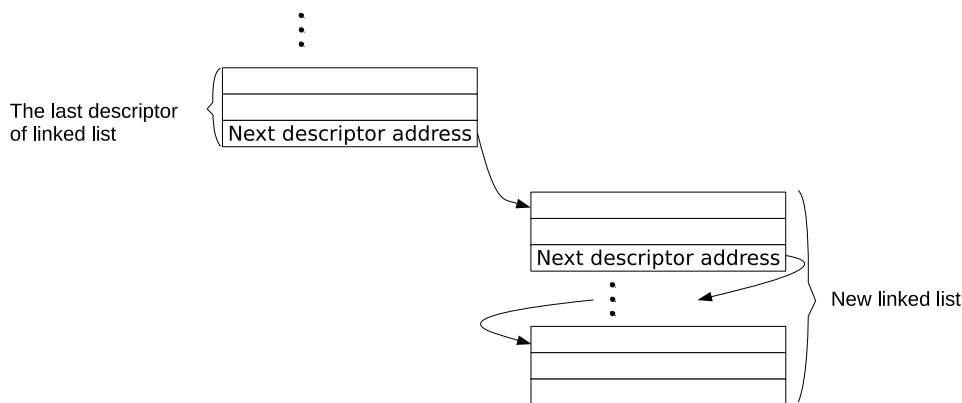 The last descriptor
of linked list
Next descriptor address
Next descriptor address
New linked list